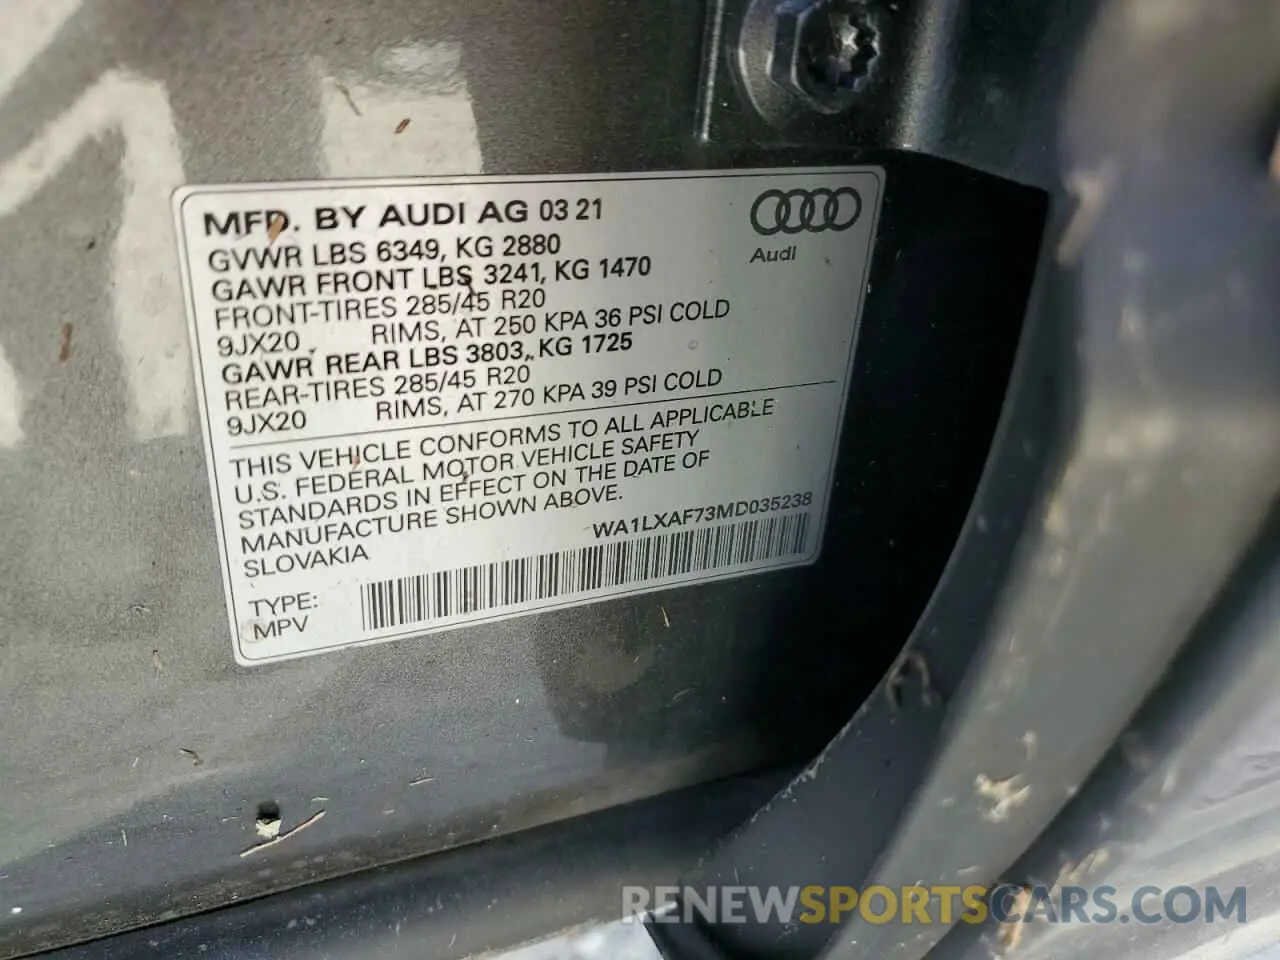 MFD. BY AUDI AG 03 21
GVWR LBS 6349, KG 2880
GAWR FRONT LBS 3241, KG 1470
FRONT-TIRES 285/45 R20
9JX20 RIMS, AT 250 KPA 36 PSI COLD
GAWR REAR LBS 3803, KG 1725
REAR-TIRES 285/45 R20
9JX20 RIMS, AT 270 KPA 39 PSI COLD
Audi
THIS VEHICLE CONFORMS TO ALL APPLICABLE
U.S. FEDERAL MOTOR VEHICLE SAFETY
STANDARDS IN EFFECT ON THE DATE OF
MANUFACTURE SHOWN ABOVE.
SLOVAKIA
WA1LXAF73MD035238
TYPE:
MPV
RENEWSPORTSCARS.COM